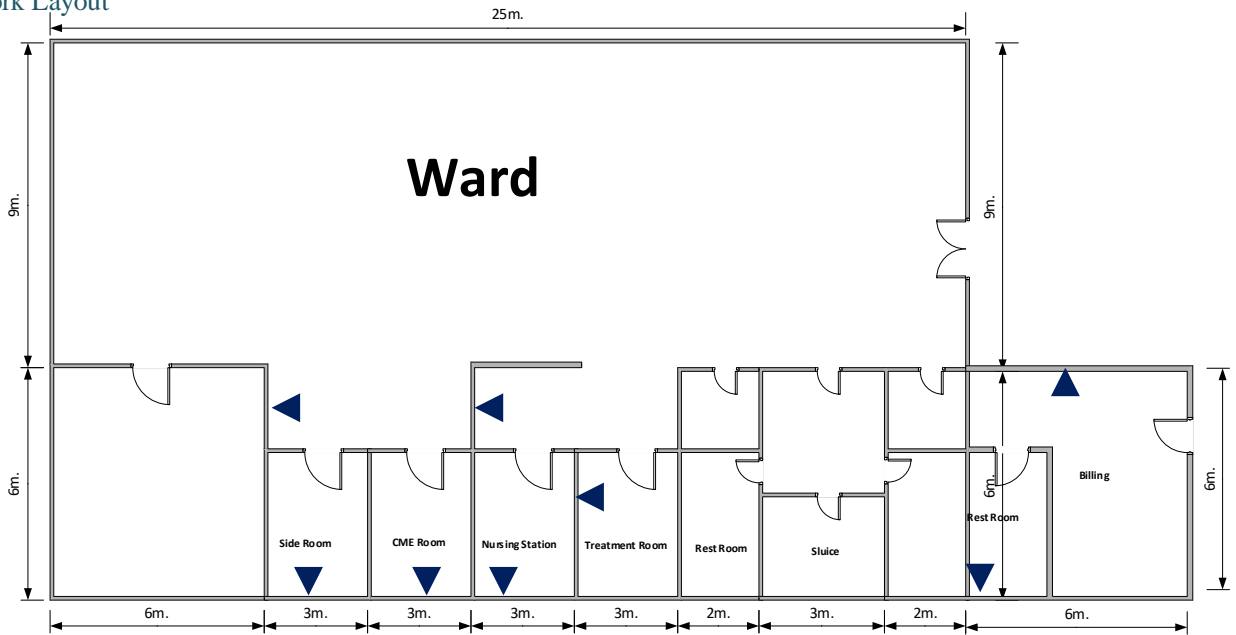 ork Layout
25m.
Ward
9m.
9m.
6m.
6m.
6m.
Billing
Rest Room
Side Room
CME Room
Nursing Station
Treatment Room
Rest Room
Sluice
6m.
3m.
3m.
3m.
3m.
2m.
3m.
2m.
6m.